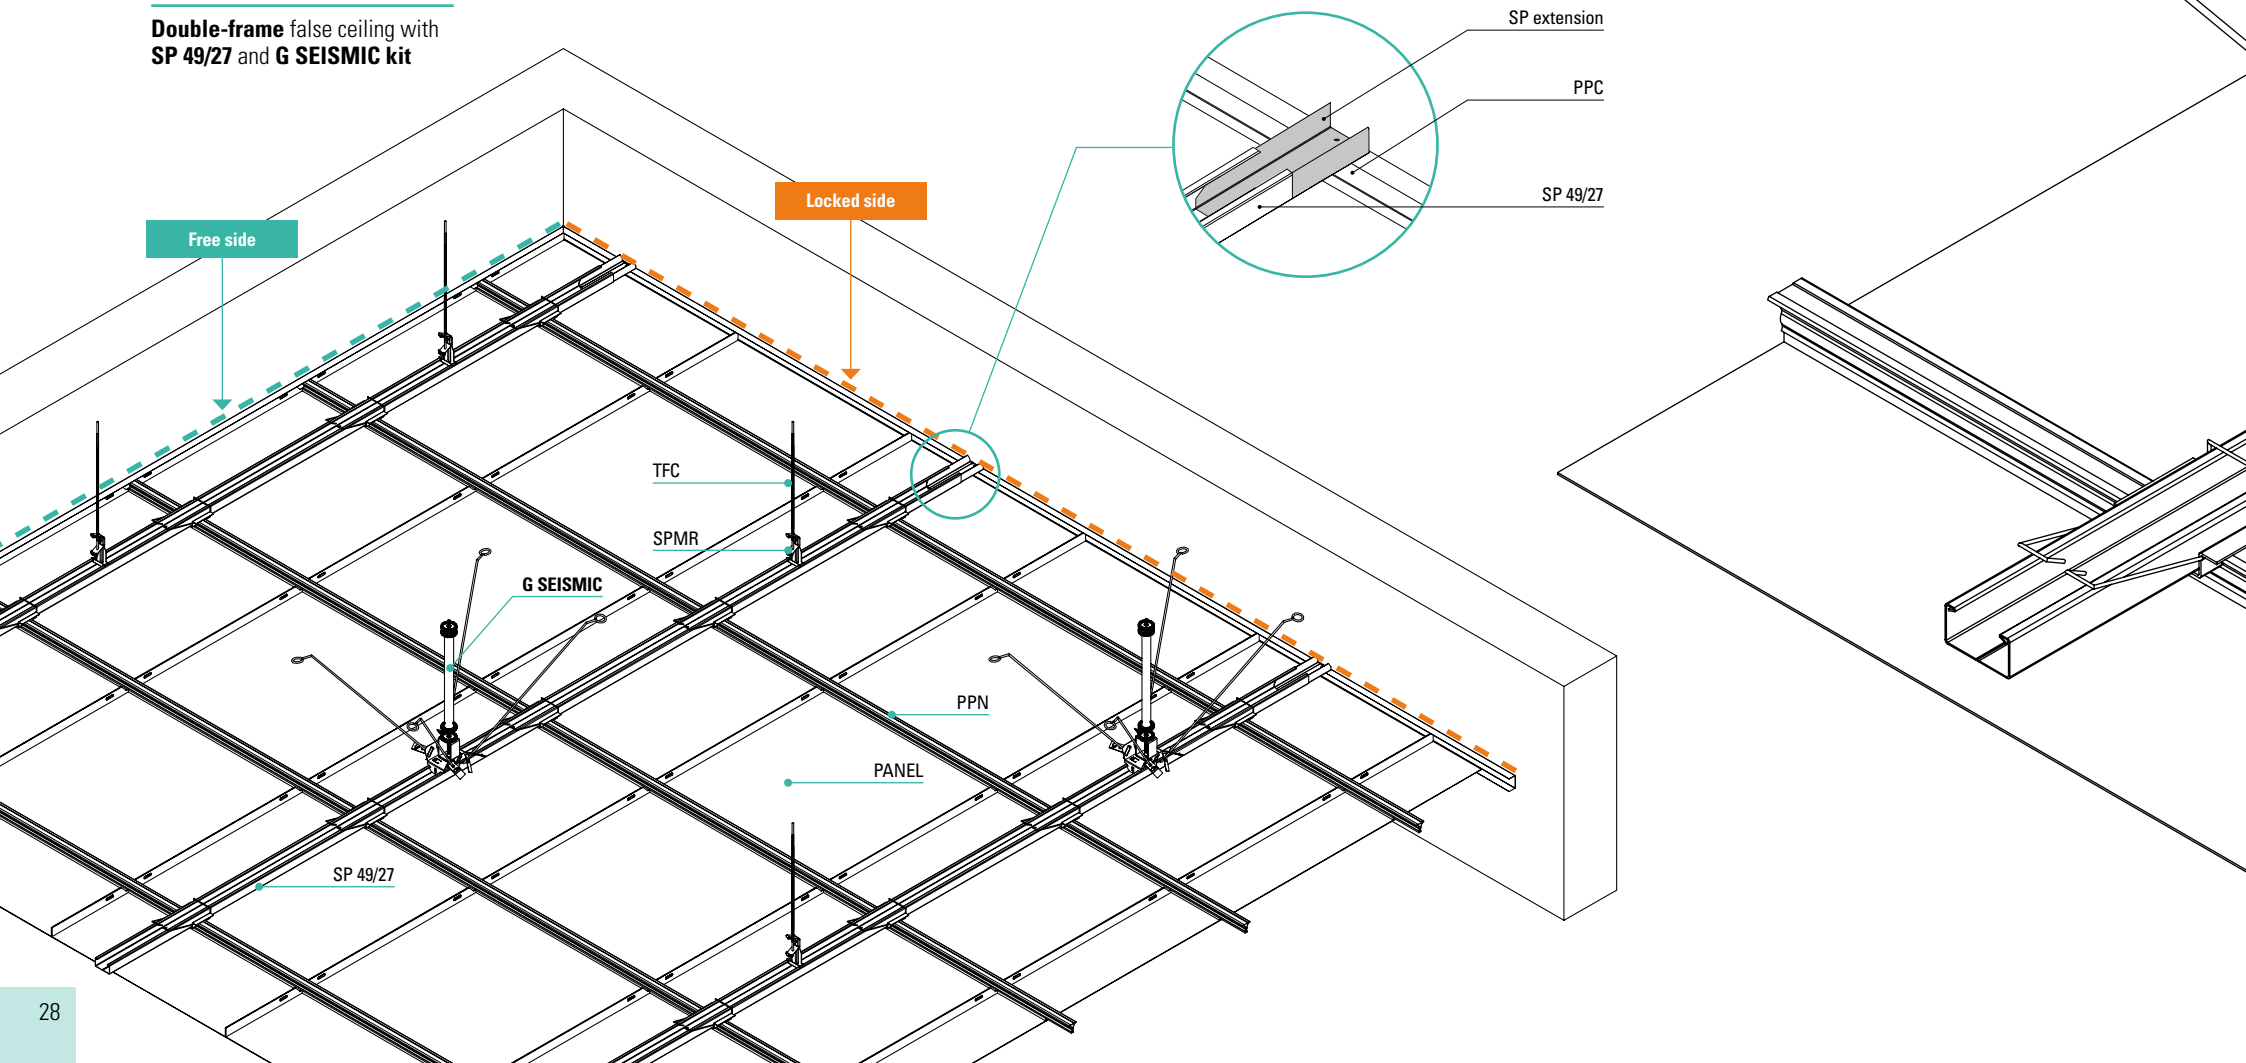 Double-frame false ceiling with
SP 49/27 and G SEISMIC kit
SP extension
PPC
SP 49/27
Locked side
Free side
TFC
SPMR
G SEISMIC
PPN
PANEL
SP 49/27
28